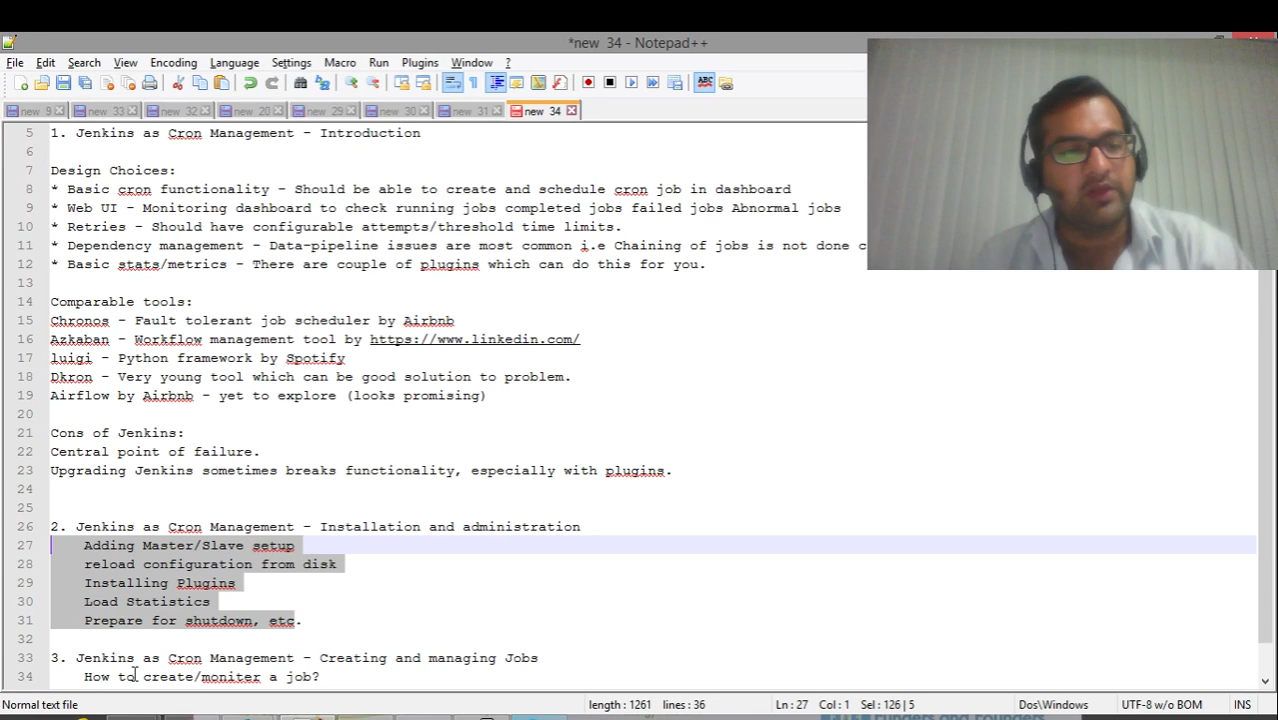 *new 34 - Notepad++
File Edit Search View Encoding Language Settings Macro Run Plugins Window ?
ABC
new 9 new 33 new 32 new 20 new 29 new 30 new 31 new 34
5 1. Jenkins as Cron Management - Introduction
6
7 Design Choices:
8 * Basic cron functionality - Should be able to create and schedule cron job in dashboard
9 * Web UI - Monitoring dashboard to check running jobs completed jobs failed jobs Abnormal jobs
10 * Retries - Should have configurable attempts/threshold time limits.
11 * Dependency management - Data-pipeline issues are most common i.e Chaining of jobs is not done
12 * Basic stats/metrics - There are couple of plugins which can do this for you.
13
14 Comparable tools:
15 Chronos - Fault tolerant job scheduler by Airbnb
16 Azkaban - Workflow management tool by https://www.linkedin.com/
17 luigi - Python framework by Spotify
18 Dkron - Very young tool which can be good solution to problem.
19 Airflow by Airbnb - yet to explore (looks promising)
20
21 Cons of Jenkins:
22 Central point of failure.
23 Upgrading Jenkins sometimes breaks functionality, especially with plugins.
24
25
26 2. Jenkins as Cron Management - Installation and administration
27 Adding Master/Slave setup
28 reload configuration from disk
29 Installing Plugins
30 Load Statistics
31 Prepare for shutdown, etc.
32
33 3. Jenkins as Cron Management - Creating and managing Jobs
34 How to create/moniter a job?
Normal text file length : 1261 lines : 36 Ln : 27 Col : 1 Sel : 126 | 5 Dos\Windows UTF-8 w/o BOM INS